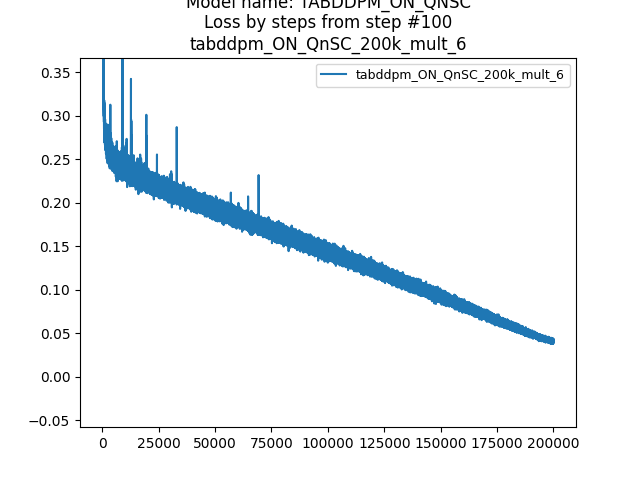 Model name: TABDDPM_ON_QNSC
Loss by steps from step #100
tabddpm_ON_QnSC_200k_mult_6
tabddpm_ON_QnSC_200k_mult_6
0.35
0.30
0.25
0.20
0.15
0.10
0.05
0.00
−0.05
0 25000 50000 75000 100000 125000 150000 175000 200000